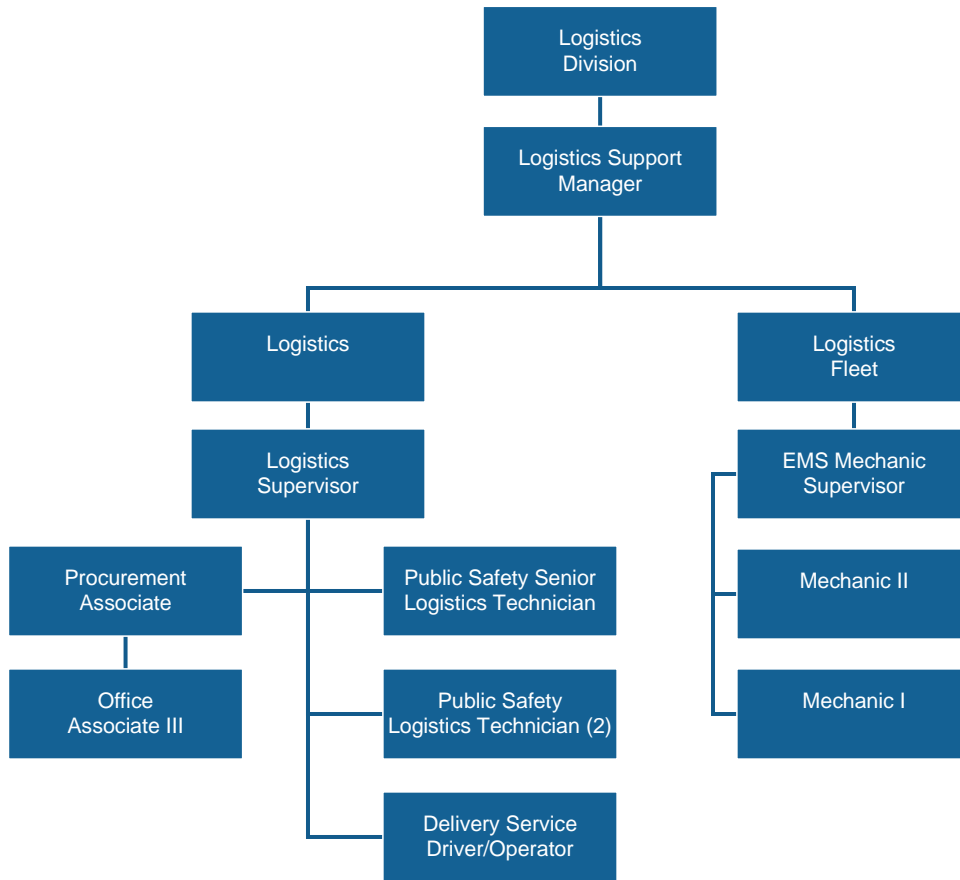 Logistics
Division
Logistics Support
Manager
Logistics
Logistics
Fleet
Logistics
Supervisor
EMS Mechanic
Supervisor
Procurement
Associate
Public Safety Senior
Logistics Technician
Mechanic II
Office
Associate III
Public Safety
Logistics Technician (2)
Mechanic I
Delivery Service
Driver/Operator